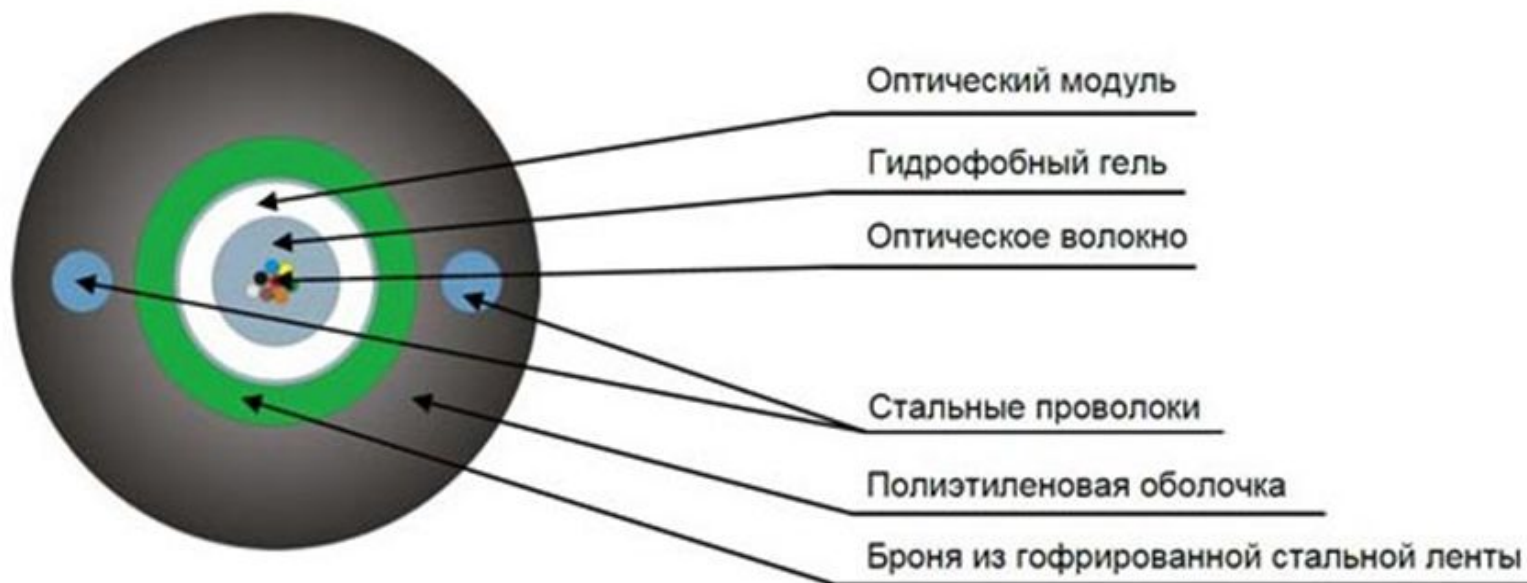 Оптический модуль
Гидрофобный гель
Оптическое волокно
Стальные проволоки
Полиэтиленовая оболочка
Броня из гофрированной стальной ленты